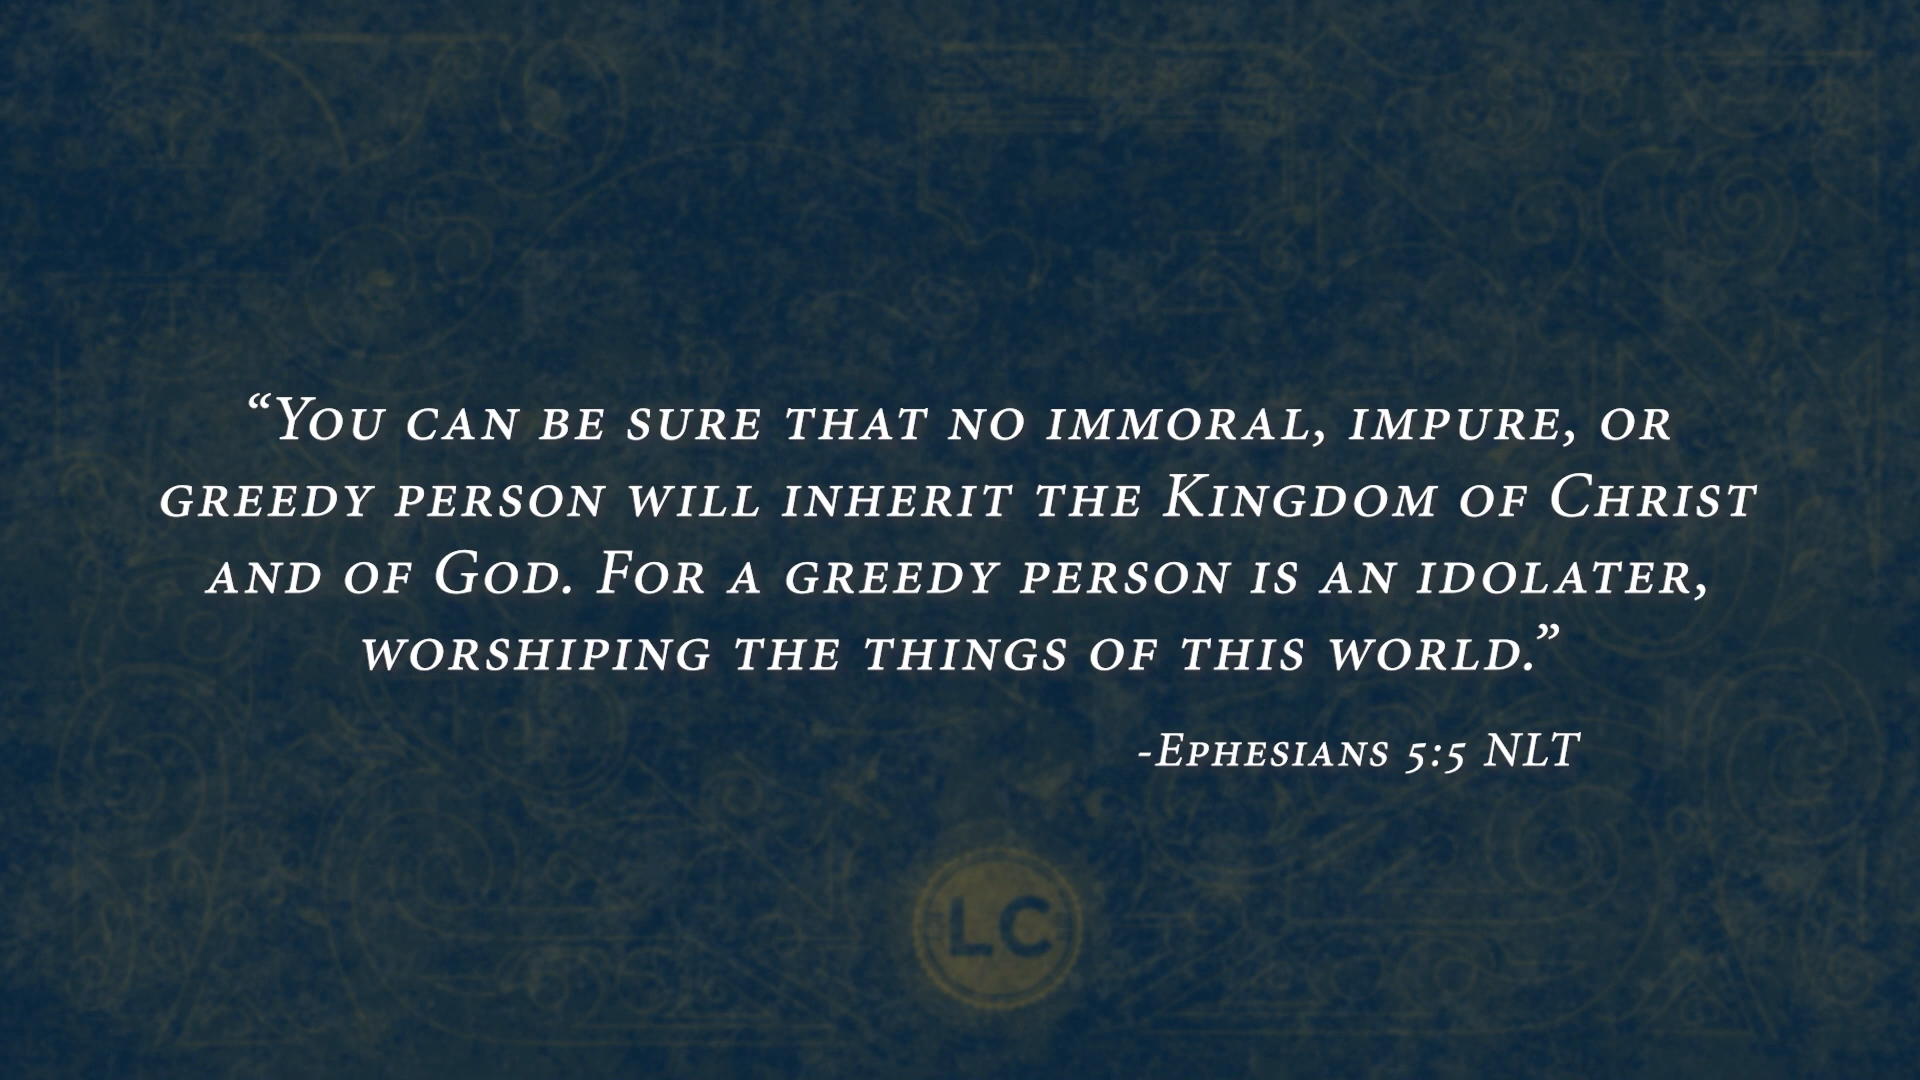 “You can be sure that no immoral, impure, or
greedy person will inherit the Kingdom of Christ
and of God. For a greedy person is an idolater,
worshiping the things of this world.”
-Ephesians 5:5 NLT
LC